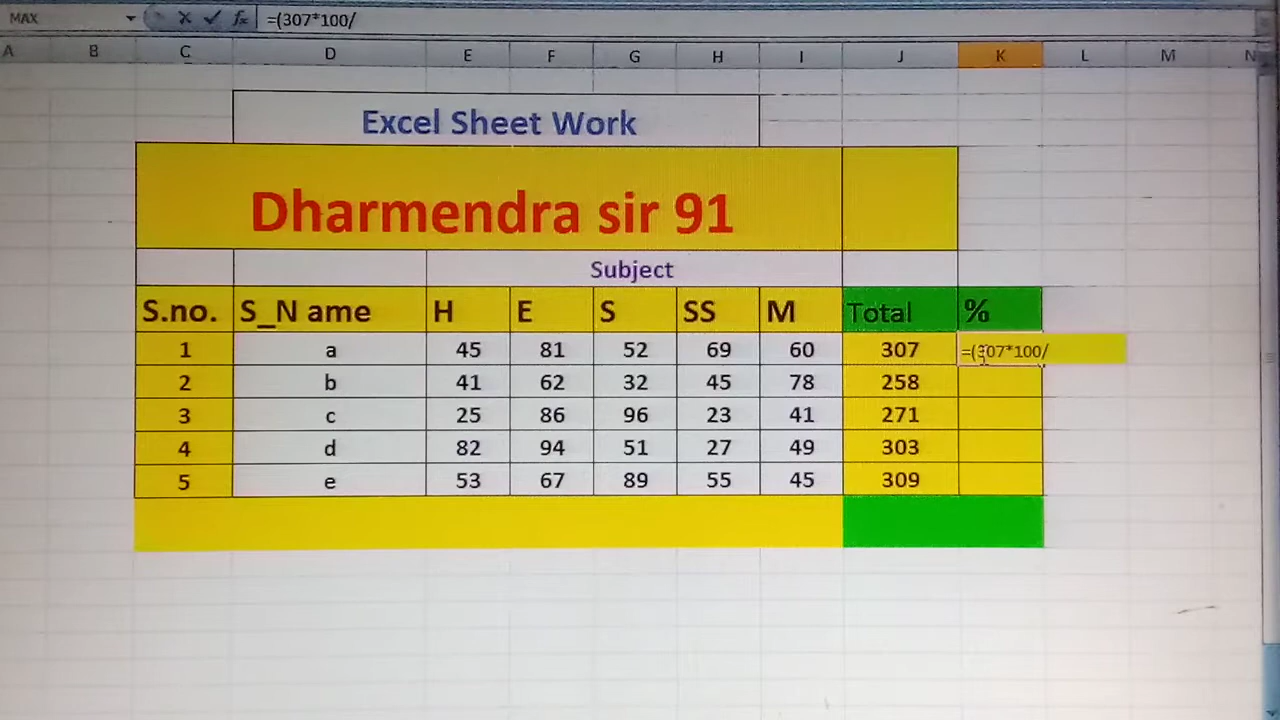 MAX =(307*100/
A B C D E F G H I J K L M N
Excel Sheet Work
Dharmendra sir 91
Subject
S.no. S_N ame H E S SS M Total %
1 a 45 81 52 69 60 307 =(307*100/
2 b 41 62 32 45 78 258
3 c 25 86 96 23 41 271
4 d 82 94 51 27 49 303
5 e 53 67 89 55 45 309